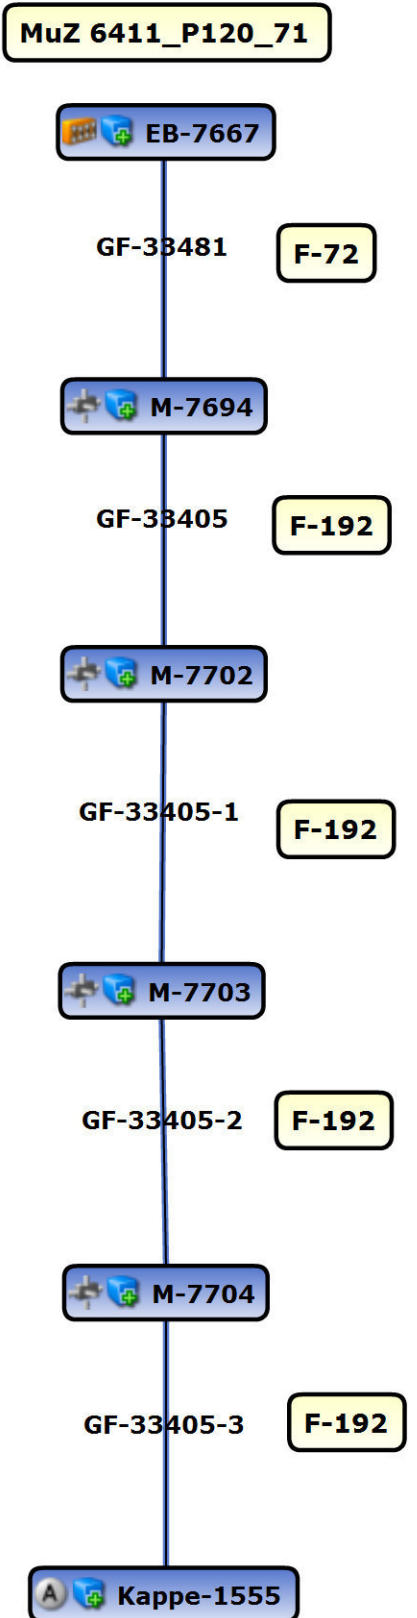 MuZ 6411_P120_71
EB-7667
GF-33481
F-72
M-7694
GF-33405
F-192
M-7702
GF-33405-1
F-192
M-7703
GF-33405-2
F-192
M-7704
GF-33405-3
F-192
A Kappe-1555